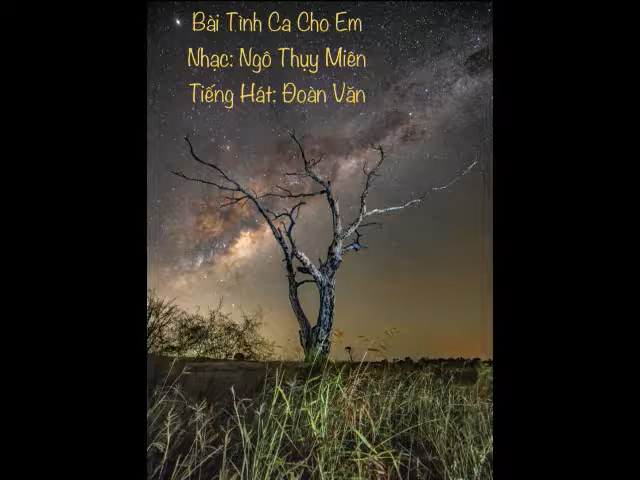 Bài Tình Ca Cho Em
Nhạc: Ngô Thụy Miên
Tiếng Hát: Đoàn Văn